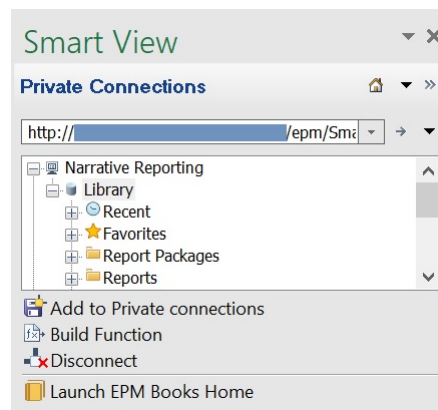 Smart View
Private Connections
http:// /epm/Sma
Narrative Reporting
Library
Recent
Favorites
Report Packages
Reports
Add to Private connections
Build Function
Disconnect
Launch EPM Books Home